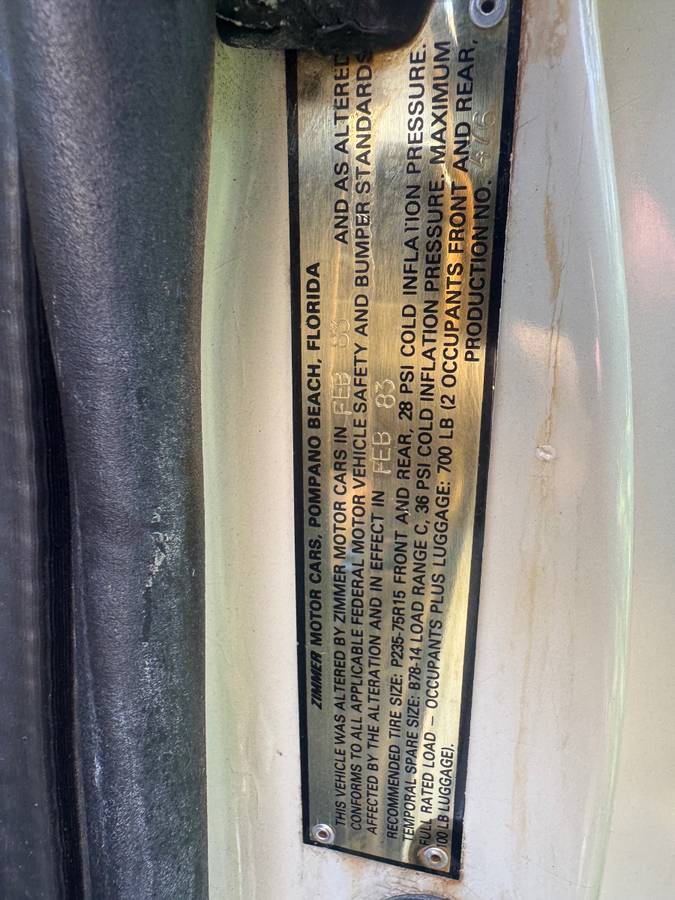 ZIMMER MOTOR CARS, POMPANO BEACH, FLORIDA
THIS VEHICLE WAS ALTERED BY ZIMMER MOTOR CARS IN FEB 83 AND AS ALTERED
CONFORMS TO ALL APPLICABLE FEDERAL MOTOR VEHICLE SAFETY AND BUMPER STANDARDS
AFFECTED BY THE ALTERATION AND IN EFFECT IN FEB 83
RECOMMENDED TIRE SIZE: P235-75R15 FRONT AND REAR, 28 PSI COLD INFLATION PRESSURE.
TEMPORAL SPARE SIZE: B78-14 LOAD RANGE C, 36 PSI COLD INFLATION PRESSURE. MAXIMUM
FULL RATED LOAD – OCCUPANTS PLUS LUGGAGE: 700 LB (2 OCCUPANTS FRONT AND REAR,
100 LB LUGGAGE). PRODUCTION NO. 476